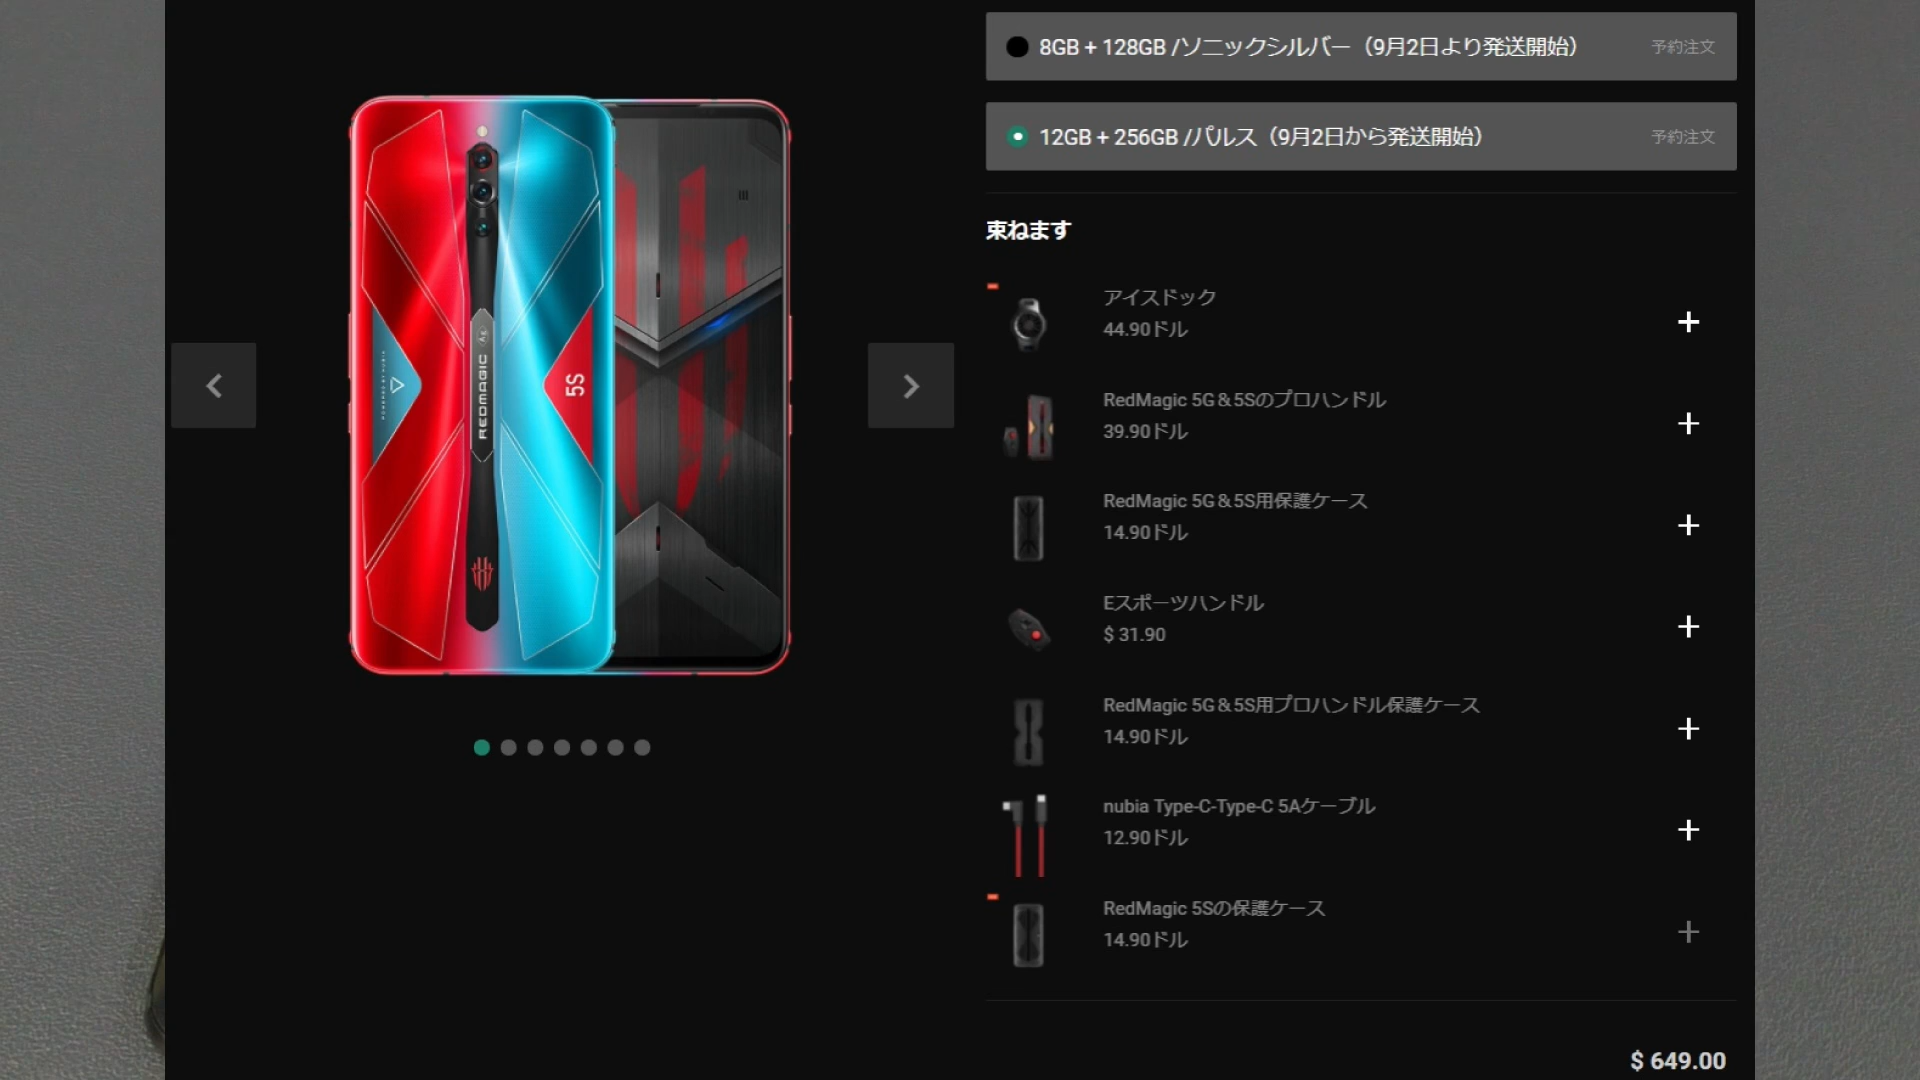 8GB + 128GB /ソニックシルバー（9月2日より発送開始） 予約注文
12GB + 256GB /パルス（9月2日から発送開始） 予約注文
束ねます
アイスドック
44.90ドル
RedMagic 5G＆5Sのプロハンドル
39.90ドル
RedMagic 5G＆5S用保護ケース
14.90ドル
Eスポーツハンドル
$ 31.90
RedMagic 5G＆5S用プロハンドル保護ケース
14.90ドル
nubia Type-C-Type-C 5Aケーブル
12.90ドル
RedMagic 5Sの保護ケース
14.90ドル
$ 649.00
REDMAGIC
5S
POWERED BY NUBIA